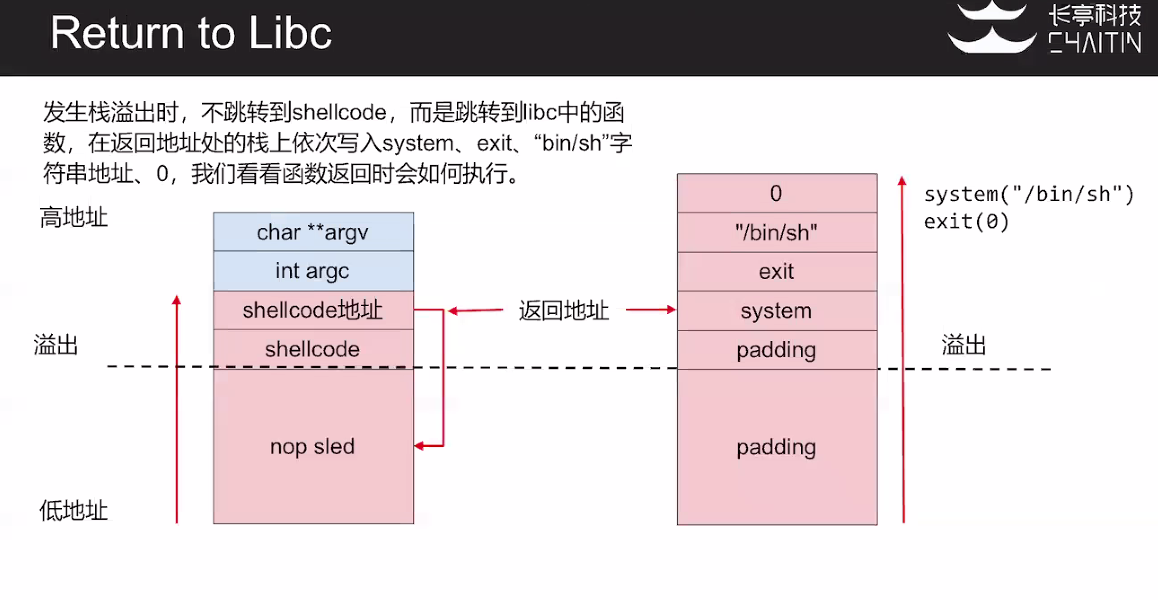 Return to Libc
长亭科技
CHAITIN
发生栈溢出时，不跳转到shellcode，而是跳转到libc中的函
数，在返回地址处的栈上依次写入system、exit、“bin/sh”字
符串地址、0，我们看看函数返回时会如何执行。
高地址
char **argv
int argc
shellcode地址
shellcode
nop sled
溢出
低地址
返回地址
0
"/bin/sh"
exit
system
padding
padding
溢出
system("/bin/sh")
exit(0)